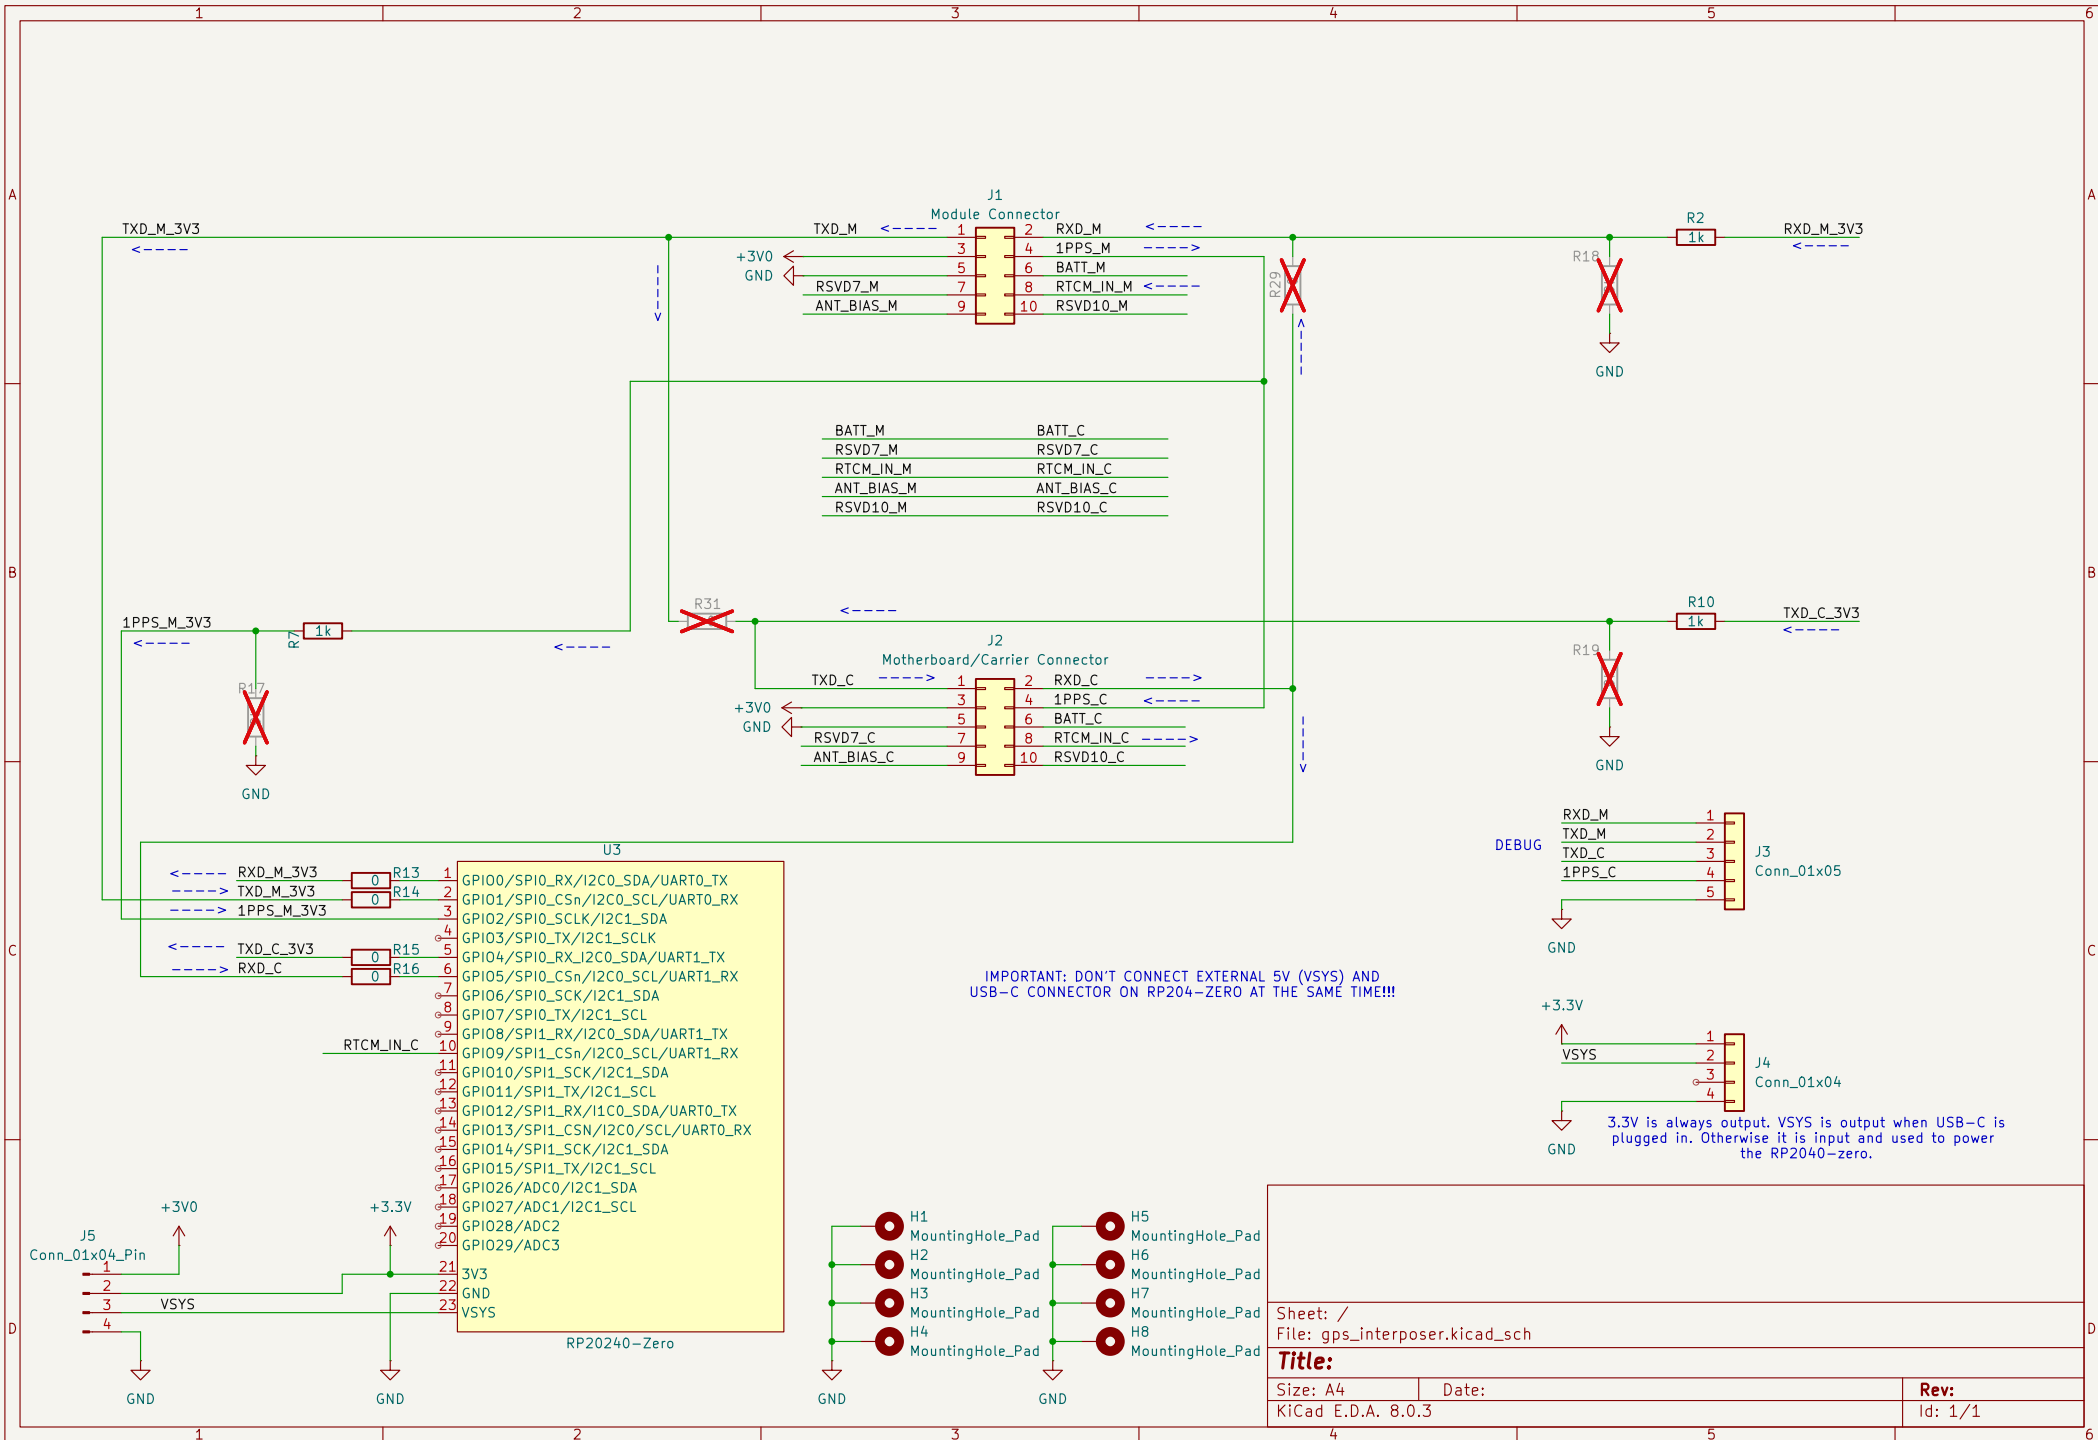 1 2 3 4 5 6
A A
J1
Module Connector
TXD_M_3V3
TXD_M <---- 1 2 RXD_M <----
<----
+3V0 3 4 1PPS_M ---->
GND 5 6 BATT_M
RSVD7_M 7 8 RTCM_IN_M <----
ANT_BIAS_M 9 10 RSVD10_M
---->
R29
---->
R18
GND
R2
1k
RXD_M_3V3
<----
BATT_M BATT_C
RSVD7_M RSVD7_C
RTCM_IN_M RTCM_IN_C
ANT_BIAS_M ANT_BIAS_C
RSVD10_M RSVD10_C
B B
1PPS_M_3V3
<----
R7
1k
<----
R17
GND
R31
<----
J2
Motherboard/Carrier Connector
TXD_C ----> 1 2 RXD_C ---->
+3V0 3 4 1PPS_C <----
GND 5 6 BATT_C
RSVD7_C 7 8 RTCM_IN_C ---->
ANT_BIAS_C 9 10 RSVD10_C
---->
R19
GND
R10
1k
TXD_C_3V3
<----
C C
U3
<---- RXD_M_3V3 0 R13 1 GPIO0/SPI0_RX/I2C0_SDA/UART0_TX
----> TXD_M_3V3 0 R14 2 GPIO1/SPI0_CSn/I2C0_SCL/UART0_RX
----> 1PPS_M_3V3 3 GPIO2/SPI0_SCLK/I2C1_SDA
4 GPIO3/SPI0_TX/I2C1_SCLK
<---- TXD_C_3V3 0 R15 5 GPIO4/SPI0_RX_I2C0_SDA/UART1_TX
----> RXD_C 0 R16 6 GPIO5/SPI0_CSn/I2C0_SCL/UART1_RX
7 GPIO6/SPI0_SCK/I2C1_SDA
8 GPIO7/SPI0_TX/I2C1_SCL
9 GPIO8/SPI1_RX/I2C0_SDA/UART1_TX
RTCM_IN_C 10 GPIO9/SPI1_CSn/I2C0_SCL/UART1_RX
11 GPIO10/SPI1_SCK/I2C1_SDA
12 GPIO11/SPI1_TX/I2C1_SCL
13 GPIO12/SPI1_RX/I1C0_SDA/UART0_TX
14 GPIO13/SPI1_CSN/I2C0/SCL/UART0_RX
15 GPIO14/SPI1_SCK/I2C1_SDA
16 GPIO15/SPI1_TX/I2C1_SCL
17 GPIO26/ADC0/I2C1_SDA
18 GPIO27/ADC1/I2C1_SCL
19 GPIO28/ADC2
20 GPIO29/ADC3
21 3V3
22 GND
23 VSYS
RP20240-Zero
DEBUG
RXD_M 1
TXD_M 2
TXD_C 3
1PPS_C 4
5
J3
Conn_01x05
GND
IMPORTANT: DON'T CONNECT EXTERNAL 5V (VSYS) AND
USB-C CONNECTOR ON RP204-ZERO AT THE SAME TIME!!!
+3.3V
1
VSYS 2
3
4
J4
Conn_01x04
GND
3.3V is always output. VSYS is output when USB-C is
plugged in. Otherwise it is input and used to power
the RP2040-zero.
D D
+3V0
+3.3V
J5
Conn_01x04_Pin
1
2
VSYS 3
4
GND
GND
H1
MountingHole_Pad
H2
MountingHole_Pad
H3
MountingHole_Pad
H4
MountingHole_Pad
GND
H5
MountingHole_Pad
H6
MountingHole_Pad
H7
MountingHole_Pad
H8
MountingHole_Pad
GND
Sheet: /
File: gps_interposer.kicad_sch
Title:
Size: A4 Date: Rev:
KiCad E.D.A. 8.0.3 Id: 1/1
1 2 3 4 5 6